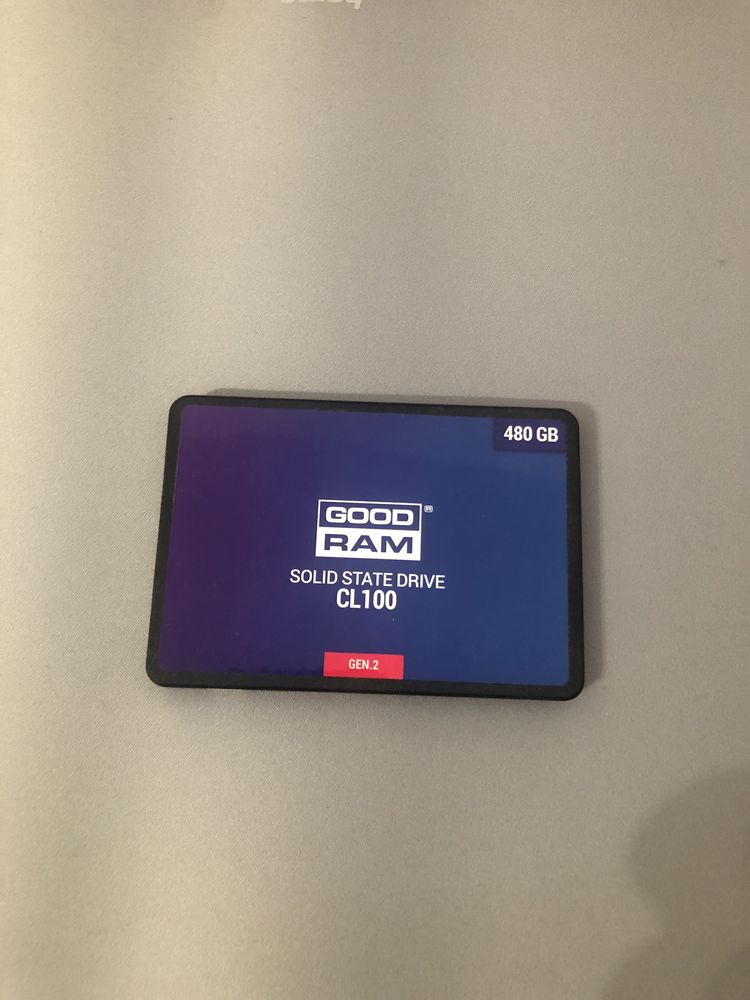 480 GB
GOOD®
RAM
SOLID STATE DRIVE
CL100
GEN.2